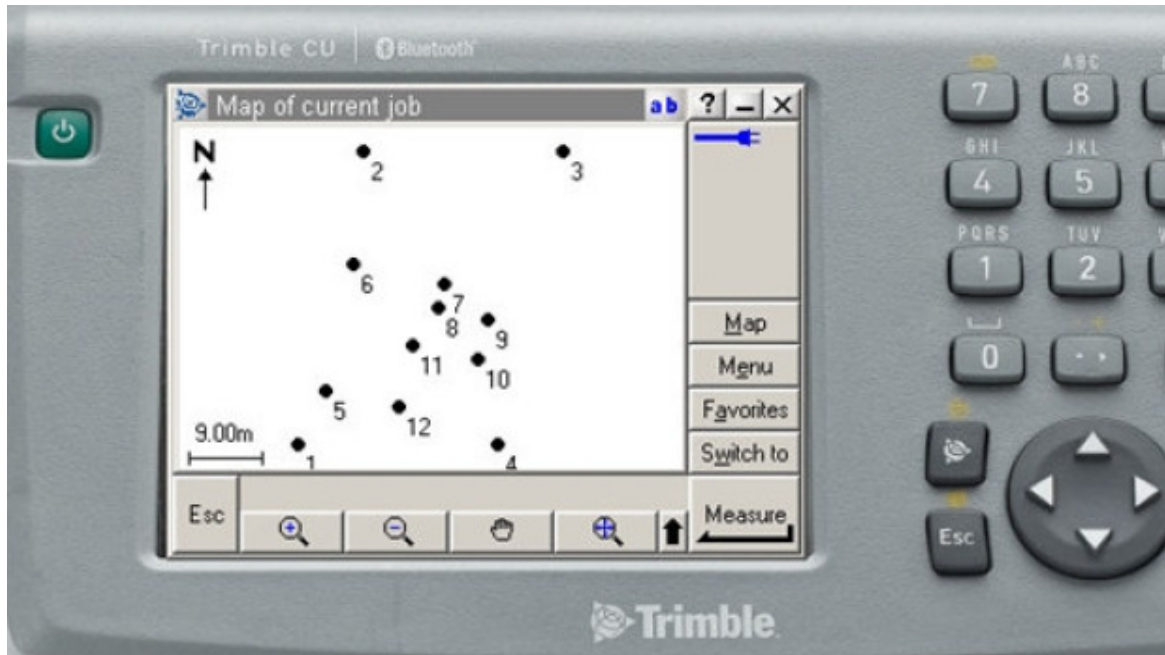 Trimble CU Bluetooth
Map of current job ab ? – X
N
2
3
6
7
8
9
11
10
5
12
9.00m
1
4
Map
Menu
Favorites
Switch to
Esc
Measure
Trimble
ABC
7 8
GHI JKL
4 5
PQRS TUV
1 2
0
Esc